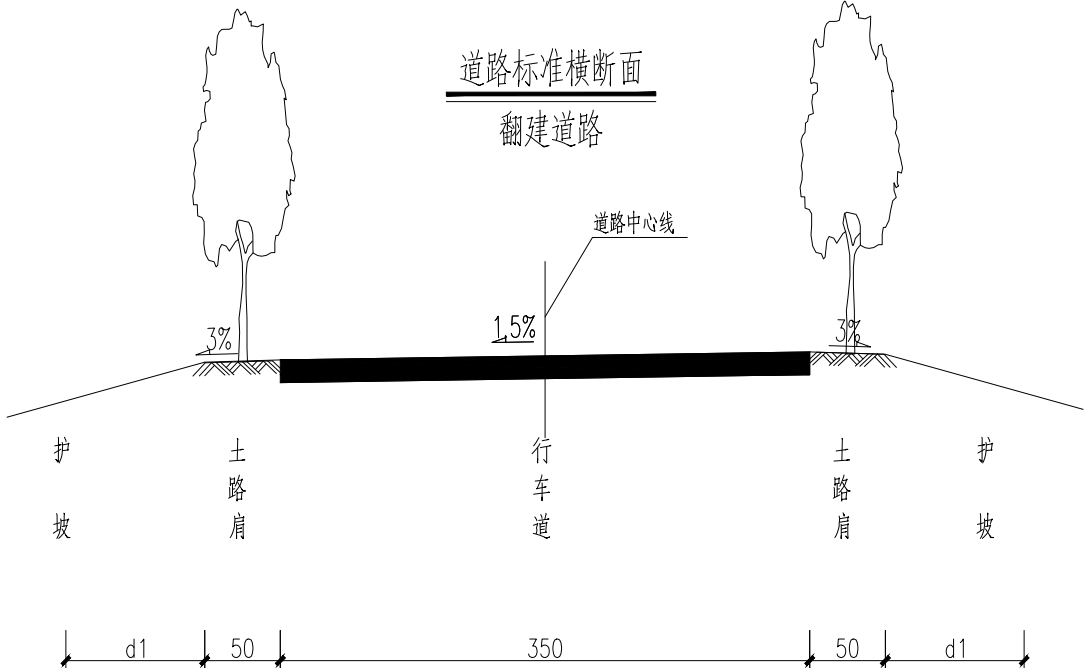 道路标准横断面
翻建道路
道路中心线
3%
1.5%
3%
护坡
土路肩
行车道
土路肩
护坡
d1
50
350
50
d1